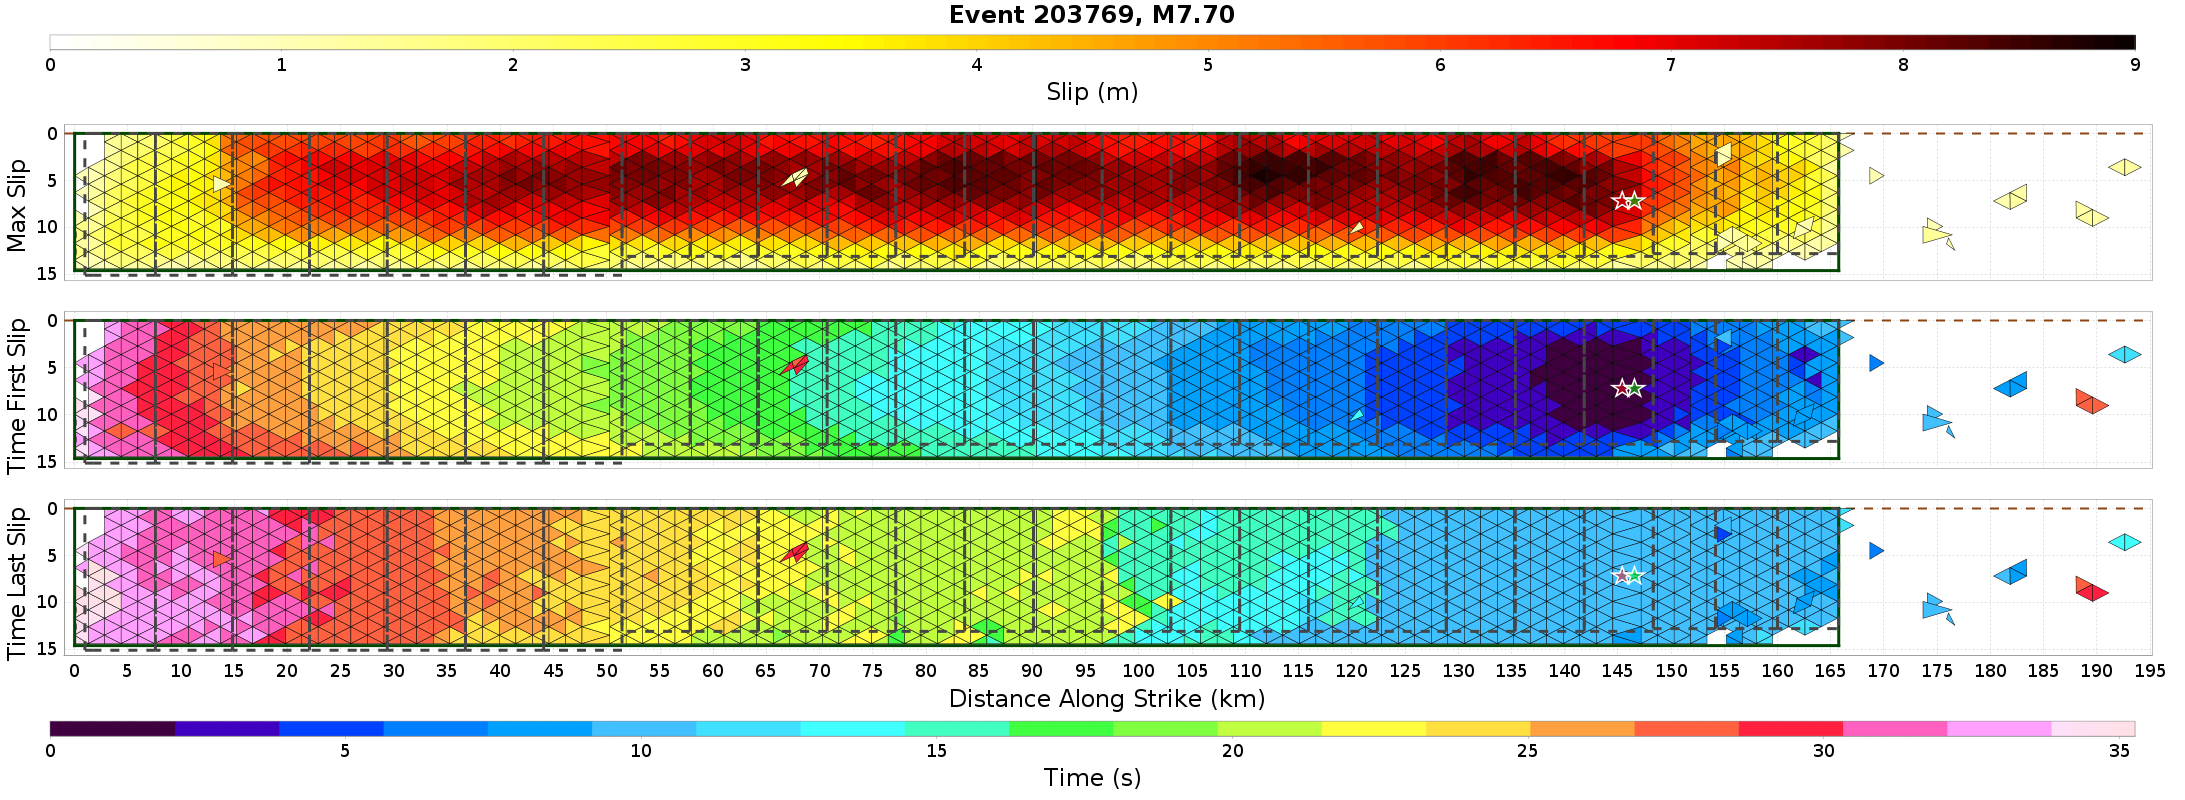 Event 203769, M7.70
0 1 2 3 4 5 6 7 8 9
Slip (m)
Max Slip
0
5
10
15
Time First Slip
0
5
10
15
Time Last Slip
0
5
10
15
0 5 10 15 20 25 30 35 40 45 50 55 60 65 70 75 80 85 90 95 100 105 110 115 120 125 130 135 140 145 150 155 160 165 170 175 180 185 190 195
Distance Along Strike (km)
0 5 10 15 20 25 30 35
Time (s)